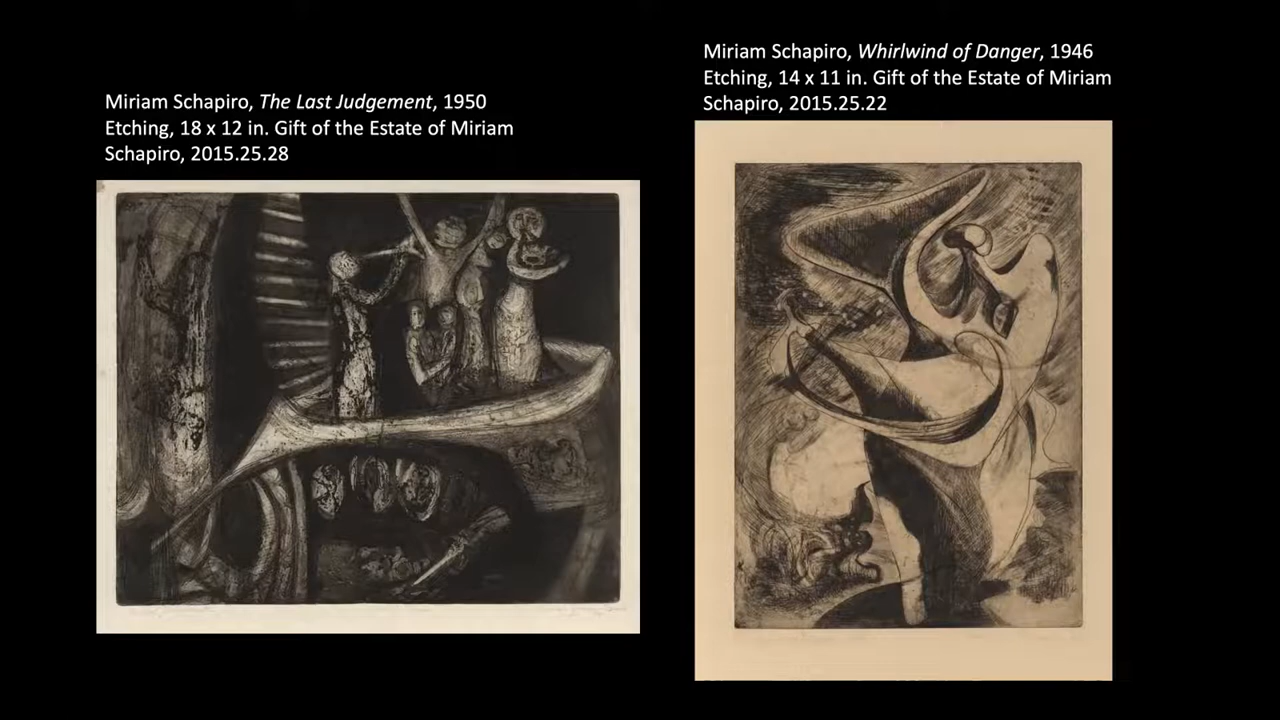 Miriam Schapiro, The Last Judgement, 1950
Etching, 18 x 12 in. Gift of the Estate of Miriam
Schapiro, 2015.25.28
Miriam Schapiro, Whirlwind of Danger, 1946
Etching, 14 x 11 in. Gift of the Estate of Miriam
Schapiro, 2015.25.22